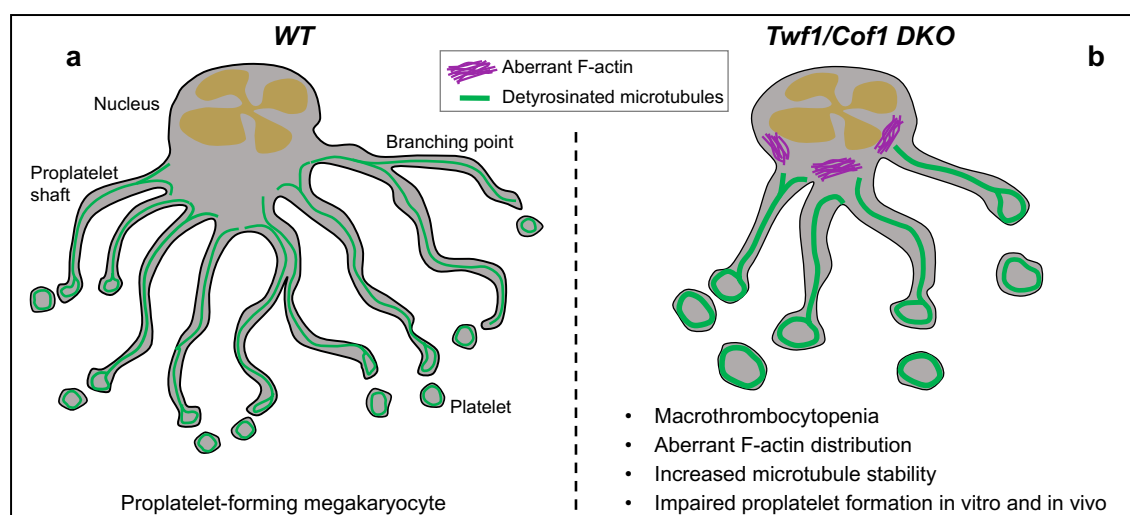 WT
Twf1/Cof1 DKO
a
b
Aberrant F-actin
Detyrosinated microtubules
Nucleus
Branching point
Proplatelet
shaft
Platelet
Proplatelet-forming megakaryocyte
• Macrothrombocytopenia
• Aberrant F-actin distribution
• Increased microtubule stability
• Impaired proplatelet formation in vitro and in vivo